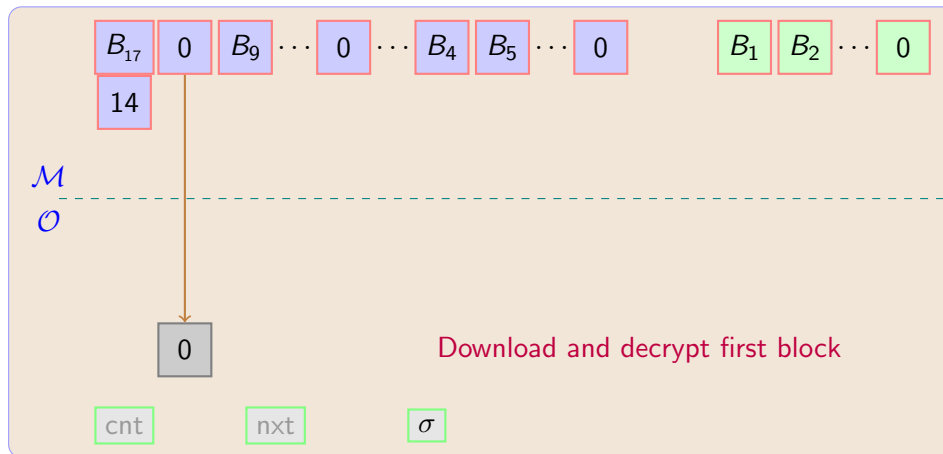 B₁₇ 0 B₉ ··· 0 ··· B₄ B₅ ··· 0 B₁ B₂ ··· 0
14
ℳ
𝒪
0 Download and decrypt first block
cnt nxt σ